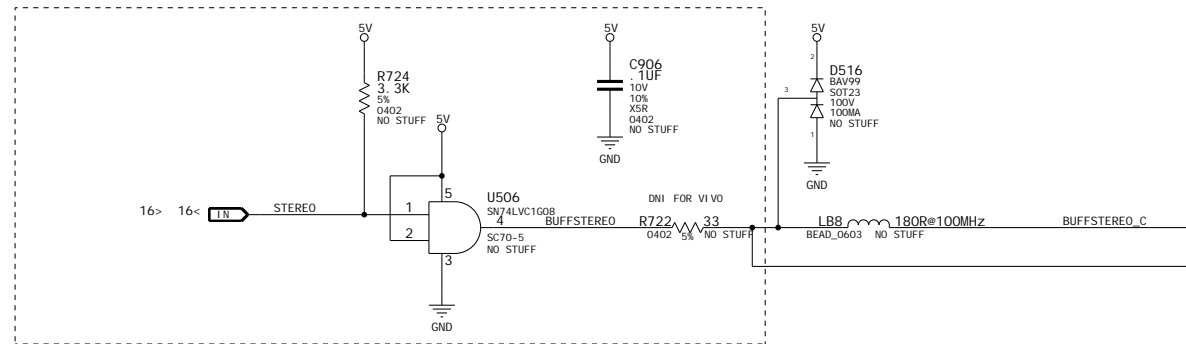 5V
R724
3.3K
5%
0402
NO STUFF
5V
C906
.1UF
10V
10%
X5R
0402
NO STUFF
GND
5V
2
D516
BAV99
SOT23
100V
100MA
NO STUFF
3
1
GND
5V
16> 16< IN STEREO
1
2
5
U506
SN74LVC1G08
4
SC70-5
NO STUFF
3
GND
BUFFSTEREO
DNI FOR VIVO
R722 33
0402 5% NO STUFF
LB8 180R@100MHz
BEAD_0603 NO STUFF
BUFFSTEREO_C